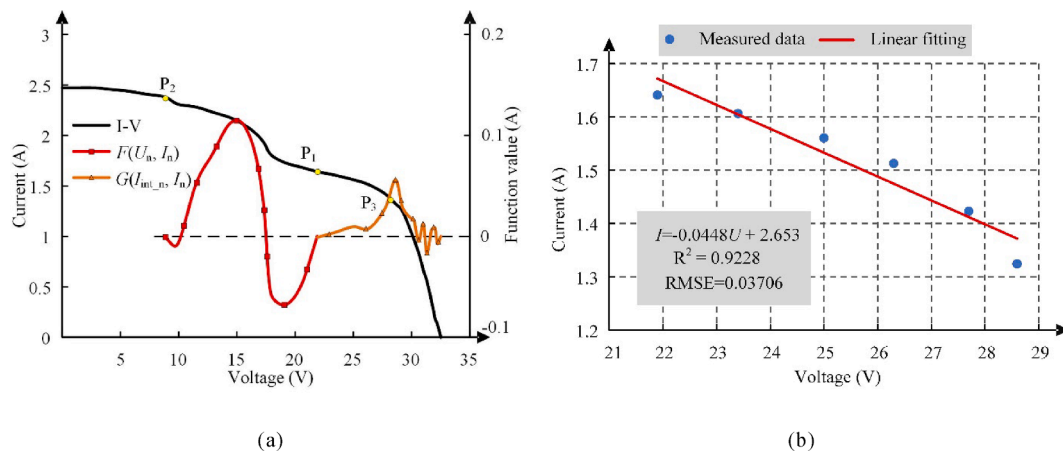 3
2.5
2
1.5
1
0.5
0
Current (A)
P2
P1
P3
I-V
F(Un, In)
G(Iint_n, In)
0.2
0.1
0
-0.1
Function value (A)
5 10 15 20 25 30 35
Voltage (V)
(a)
Measured data Linear fitting
1.7
1.6
1.5
1.4
1.3
1.2
Current (A)
I=-0.0448U + 2.653
R² = 0.9228
RMSE=0.03706
21 22 23 24 25 26 27 28 29
Voltage (V)
(b)